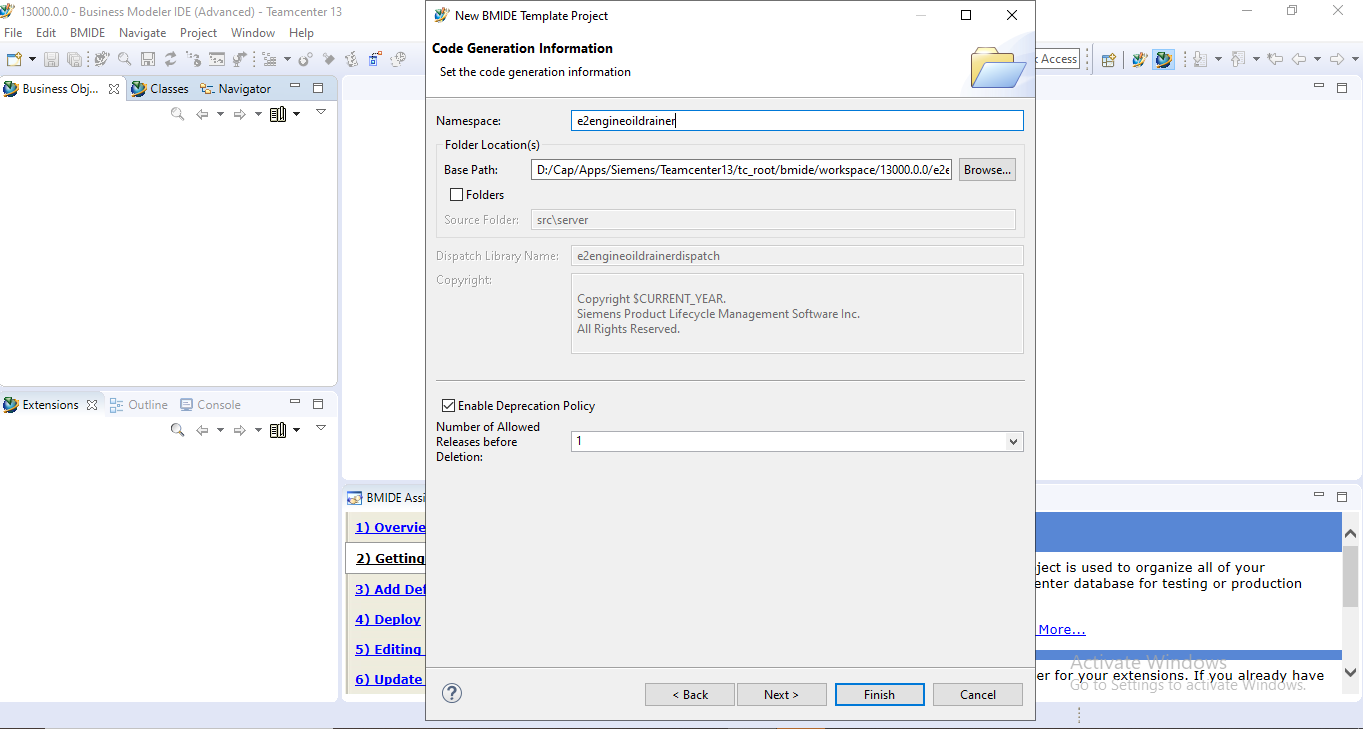 13000.0.0 - Business Modeler IDE (Advanced) - Teamcenter 13
File Edit BMIDE Navigate Project Window Help
Business Obj... Classes Navigator
Extensions Outline Console
New BMIDE Template Project
Code Generation Information
Set the code generation information
Namespace: e2engineoildrainer
Folder Location(s)
Base Path: D:/Cap/Apps/Siemens/Teamcenter13/tc_root/bmide/workspace/13000.0.0/e2e Browse...
Folders
Source Folder: src\server
Dispatch Library Name: e2engineoildrainerdispatch
Copyright:
Copyright $CURRENT_YEAR.
Siemens Product Lifecycle Management Software Inc.
All Rights Reserved.
Enable Deprecation Policy
Number of Allowed
Releases before
Deletion:
1
< Back Next > Finish Cancel
Access
BMIDE Assi
1) Overvie
2) Getting
3) Add Def
4) Deploy
5) Editing
6) Update
ject is used to organize all of your
enter database for testing or production
More...
er for your extensions. If you already have
Activate Windows
Go to Settings to activate Windows.